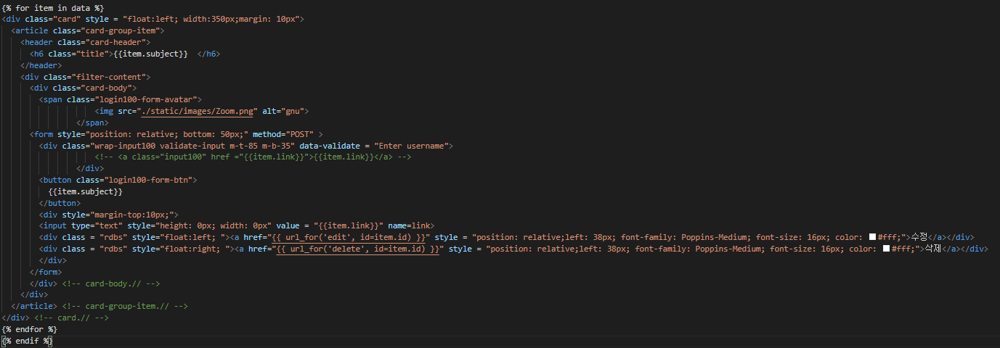 {% for item in data %}
<div class="card" style = "float:left; width:350px;margin: 10px">
<article class="card-group-item">
<header class="card-header">
<h6 class="title">{{item.subject}}  </h6>
</header>
<div class="filter-content">
<div class="card-body">
<span class="login100-form-avatar">
<img src="./static/images/Zoom.png" alt="gnu">
</span>
<form style="position: relative; bottom: 50px;" method="POST" >
<div class="wrap-input100 validate-input m-t-85 m-b-35" data-validate = "Enter username">
<!-- <a class="input100" href ="{{item.link}}">{{item.link}}</a> -->
</div>
<button class="login100-form-btn">
{{item.subject}}
</button>
<div style="margin-top:10px;">
<input type="text" style="height: 0px; width: 0px" value = "{{item.link}}" name=link>
<div class = "rdbs" style="float:left; "><a href="{{ url_for('edit', id=item.id) }}" style = "position: relative;left: 38px; font-family: Poppins-Medium; font-size: 16px; color: #fff;">수정</a></div>
<div class = "rdbs" style="float:right; "><a href="{{ url_for('delete', id=item.id) }}" style = "position: relative;left: 38px; font-family: Poppins-Medium; font-size: 16px; color: #fff;">삭제</a></div>
</div>
</form>
</div> <!-- card-body.// -->
</div>
</article> <!-- card-group-item.// -->
</div> <!-- card.// -->
{% endfor %}
{% endif %}